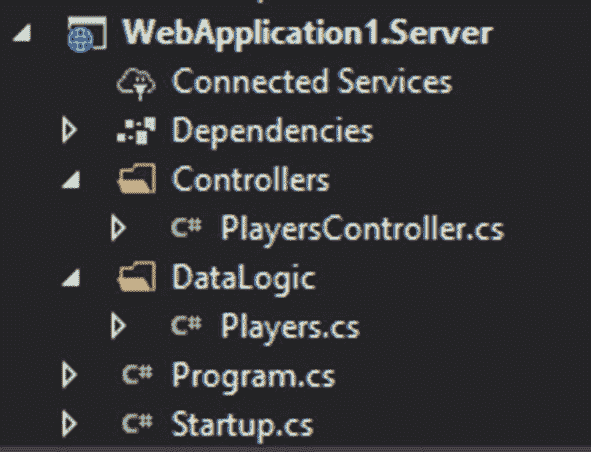 WebApplication1.Server
Connected Services
Dependencies
Controllers
C# PlayersController.cs
DataLogic
C# Players.cs
C# Program.cs
C# Startup.cs